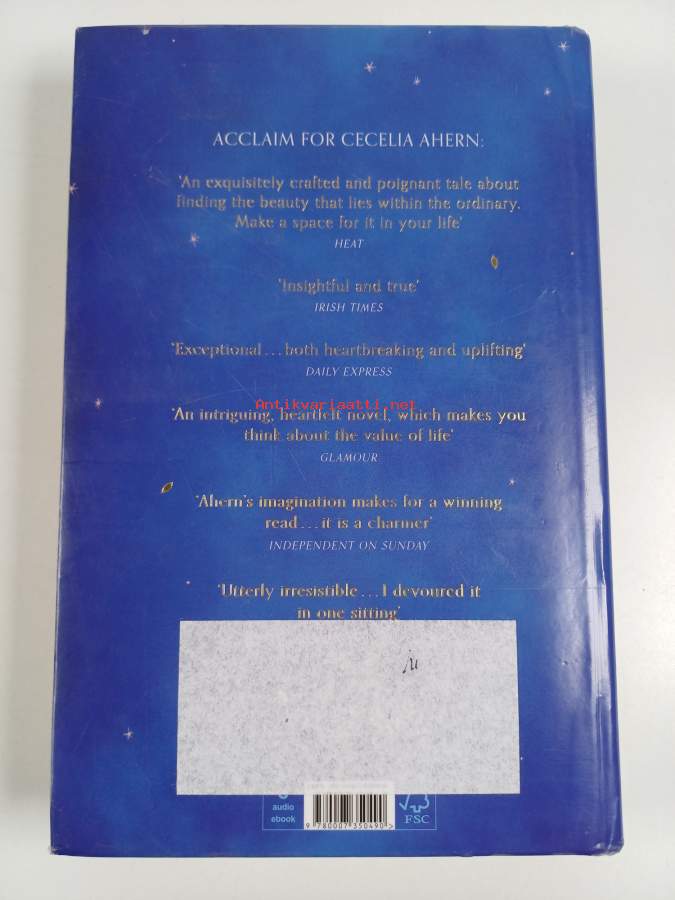 ACCLAIM FOR CECELIA AHERN:
'An exquisitely crafted and poignant tale about
finding the beauty that lies within the ordinary.
Make a space for it in your life'
HEAT
'Insightful and true'
IRISH TIMES
'Exceptional...both heartbreaking and uplifting'
DAILY EXPRESS
Antikvariaatti.net
'An intriguing, heartfelt novel, which makes you
think about the value of life'
GLAMOUR
'Ahern's imagination makes for a winning
read...it is a charmer'
INDEPENDENT ON SUNDAY
'Utterly irresistible...I devoured it
in one sitting'
audio
ebook
9 780007 350490 >
FSC